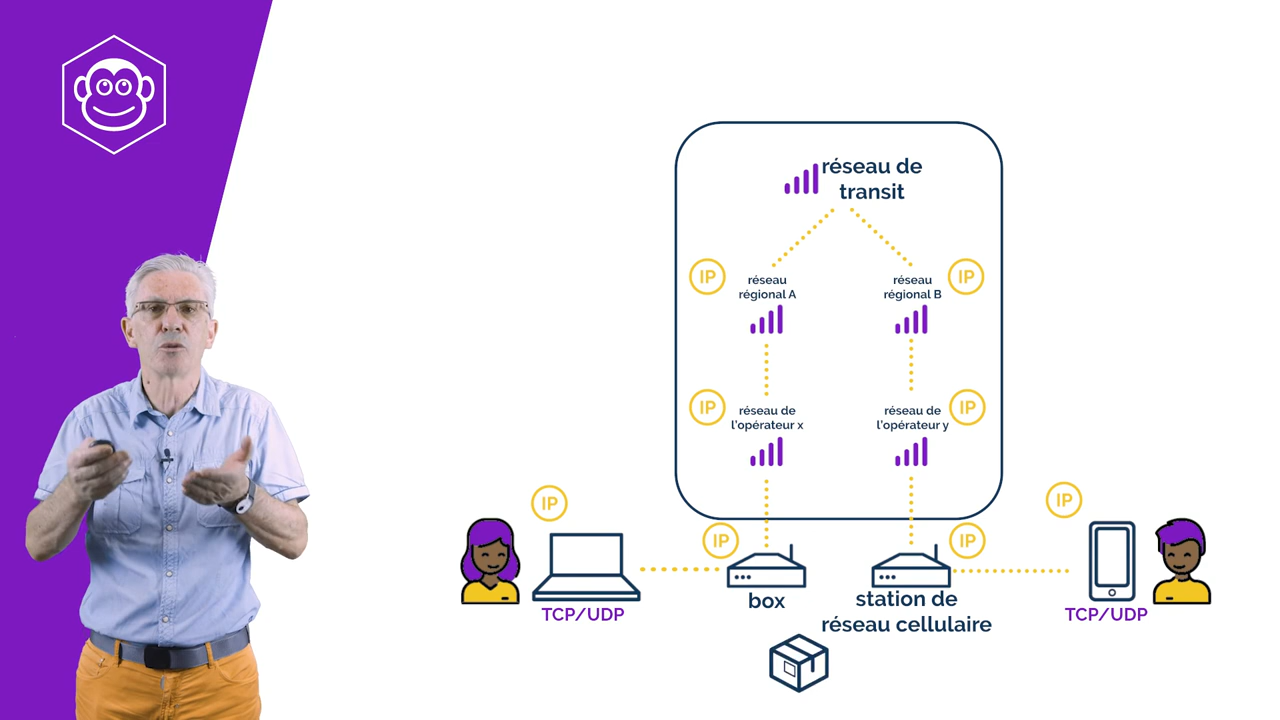 réseau de
transit
IP
réseau
régional A
réseau
régional B
IP
IP
réseau de
l'opérateur x
réseau de
l'opérateur y
IP
IP
TCP/UDP
IP
box
IP
station de
réseau cellulaire
IP
TCP/UDP